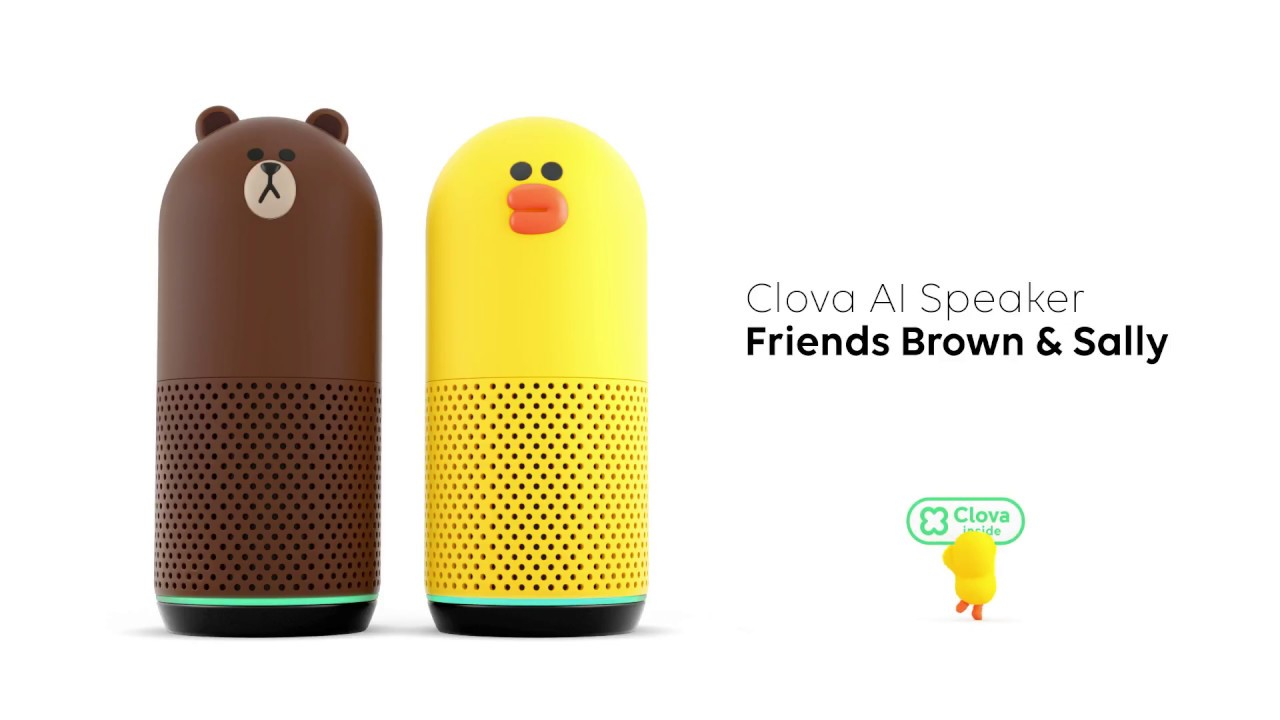 Clova AI Speaker
Friends Brown & Sally
Clova
inside